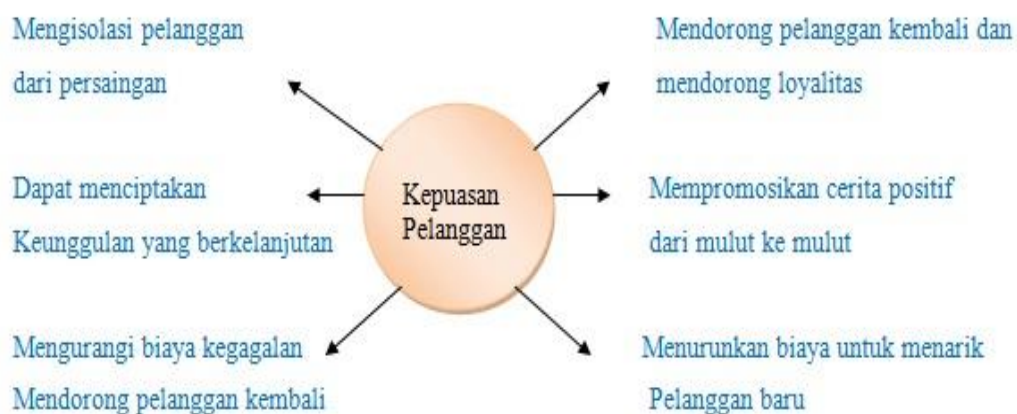 Mengisolasi pelanggan
dari persaingan
Mendorong pelanggan kembali dan
mendorong loyalitas
Dapat menciptakan
Keunggulan yang berkelanjutan
Kepuasan
Pelanggan
Mempromosikan cerita positif
dari mulut ke mulut
Mengurangi biaya kegagalan
Mendorong pelanggan kembali
Menurunkan biaya untuk menarik
Pelanggan baru